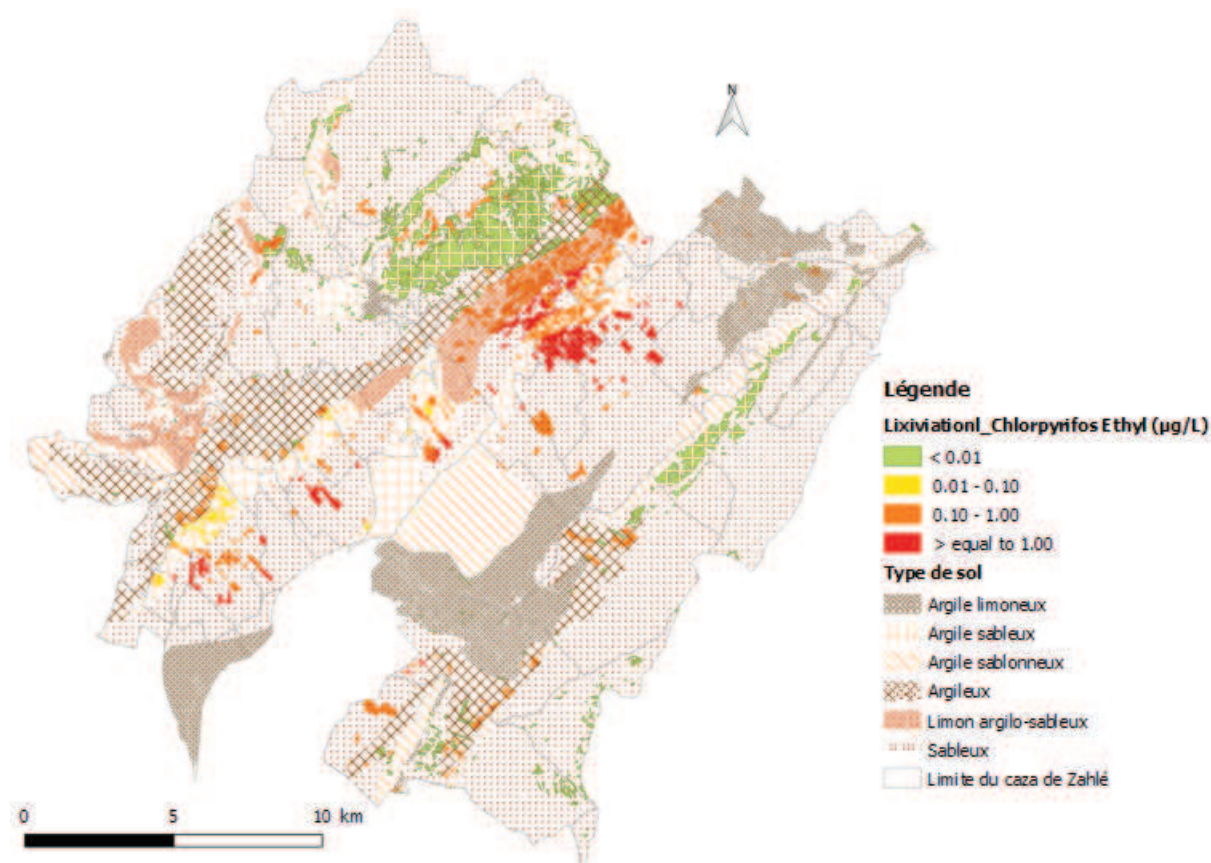 N
Légende
Lixiviationl_Chlorpyrifos Ethyl (µg/L)
< 0.01
0.01 - 0.10
0.10 - 1.00
> equal to 1.00
Type de sol
Argile limoneux
Argile sableux
Argile sablonneux
Argileux
Limon argilo-sableux
Sableux
Limite du caza de Zahlé
0 5 10 km